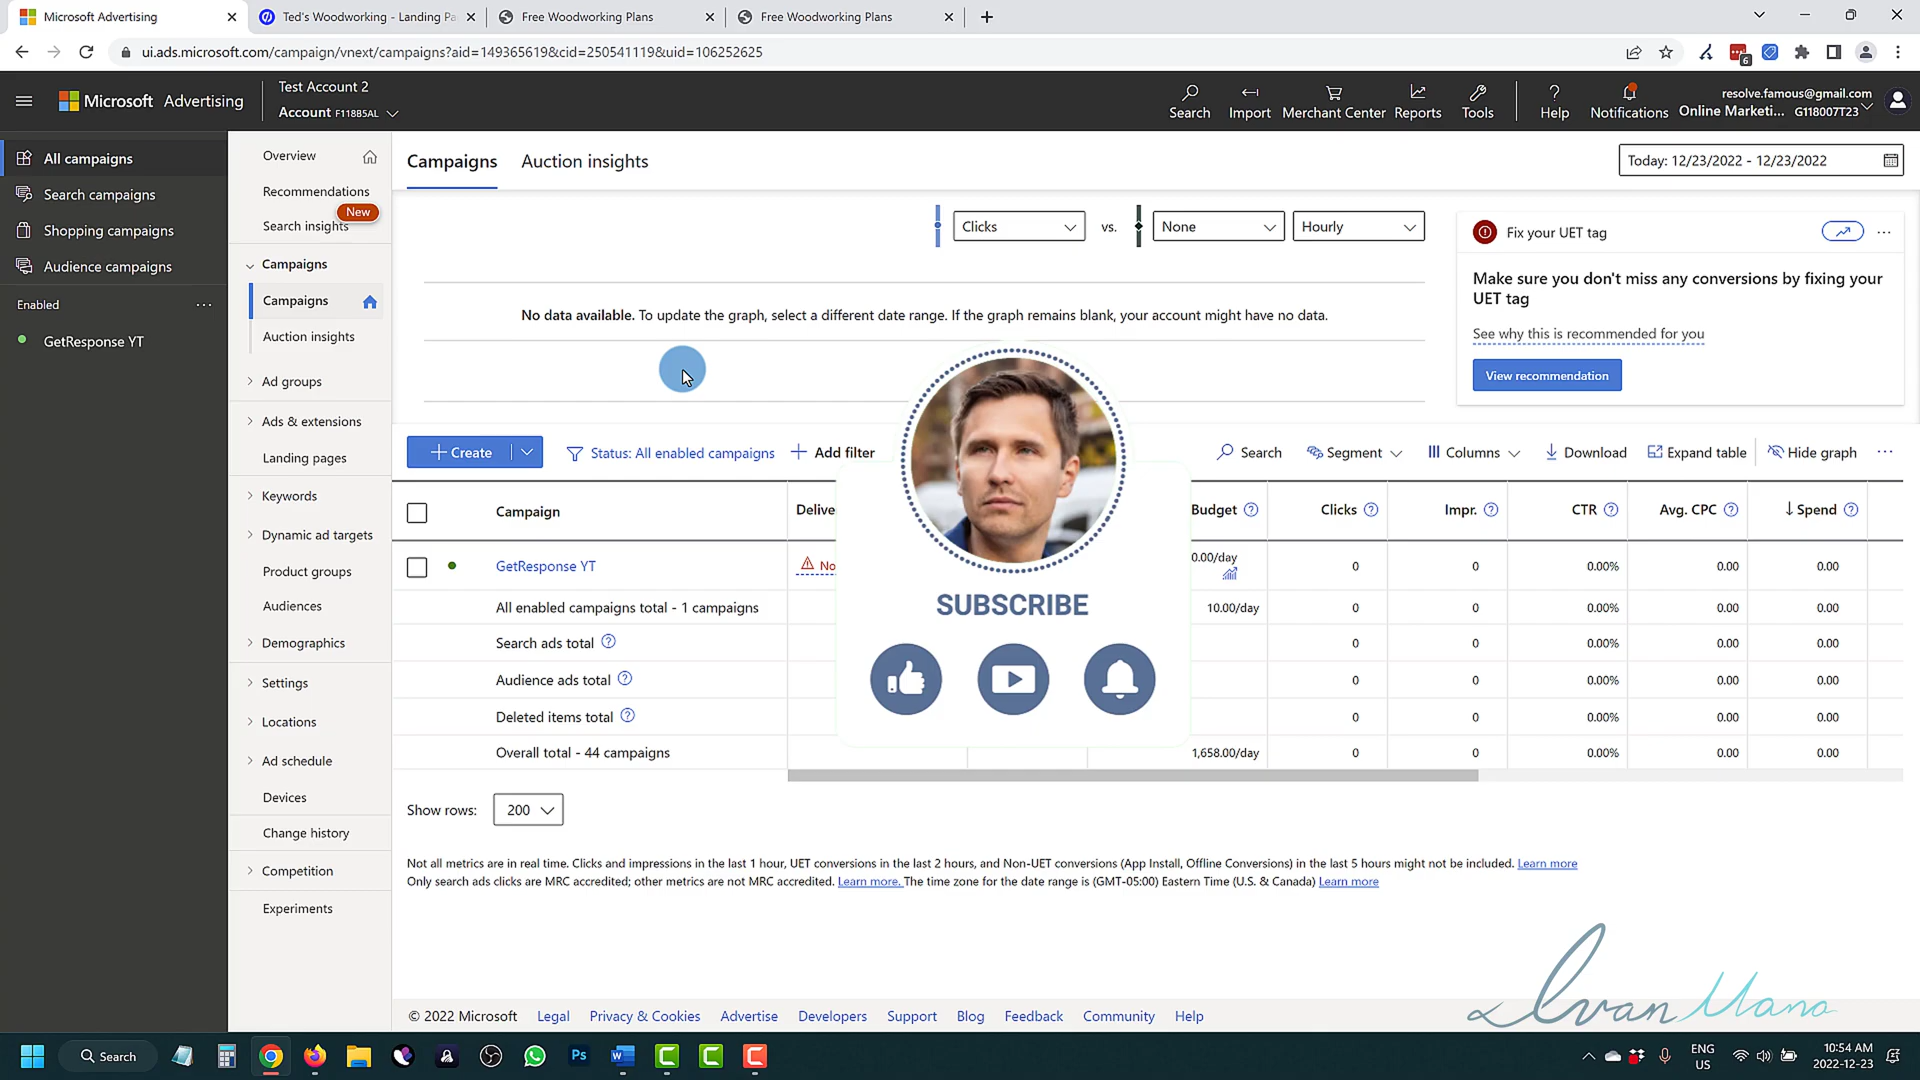 Microsoft Advertising
Ted's Woodworking - Landing Pa
Free Woodworking Plans
Free Woodworking Plans
ui.ads.microsoft.com/campaign/vnext/campaigns?aid=149365619&cid=250541119&uid=106252625
6
Microsoft Advertising
Test Account 2
Account F118B5AL
Search
Import
Merchant Center
Reports
Tools
Help
Notifications
resolve.famous@gmail.com
Online Marketi... G118007T23
All campaigns
Search campaigns
Shopping campaigns
Audience campaigns
Enabled
GetResponse YT
Overview
Recommendations
New
Search insights
Campaigns
Campaigns
Auction insights
Ad groups
Ads & extensions
Landing pages
Keywords
Dynamic ad targets
Product groups
Audiences
Demographics
Settings
Locations
Ad schedule
Devices
Change history
Competition
Experiments
Campaigns
Auction insights
Today: 12/23/2022 - 12/23/2022
Clicks
vs.
None
Hourly
No data available. To update the graph, select a different date range. If the graph remains blank, your account might have no data.
Fix your UET tag
Make sure you don't miss any conversions by fixing your
UET tag
See why this is recommended for you
View recommendation
+ Create
Status: All enabled campaigns
Add filter
Search
Segment
Columns
Download
Expand table
Hide graph
Campaign Delive Budget Clicks Impr. CTR Avg. CPC Spend
GetResponse YT No 0.00/day 0 0 0.00% 0.00 0.00
All enabled campaigns total - 1 campaigns 10.00/day 0 0 0.00% 0.00 0.00
Search ads total 0 0 0.00% 0.00 0.00
Audience ads total 0 0 0.00% 0.00 0.00
Deleted items total 0 0 0.00% 0.00 0.00
Overall total - 44 campaigns 1,658.00/day 0 0 0.00% 0.00 0.00
SUBSCRIBE
Show rows: 200
Not all metrics are in real time. Clicks and impressions in the last 1 hour, UET conversions in the last 2 hours, and Non-UET conversions (App Install, Offline Conversions) in the last 5 hours might not be included. Learn more
Only search ads clicks are MRC accredited; other metrics are not MRC accredited. Learn more. The time zone for the date range is (GMT-05:00) Eastern Time (U.S. & Canada) Learn more
Ivan Mana
© 2022 Microsoft Legal Privacy & Cookies Advertise Developers Support Blog Feedback Community Help
Search
Ps
ENG
US
10:54 AM
2022-12-23